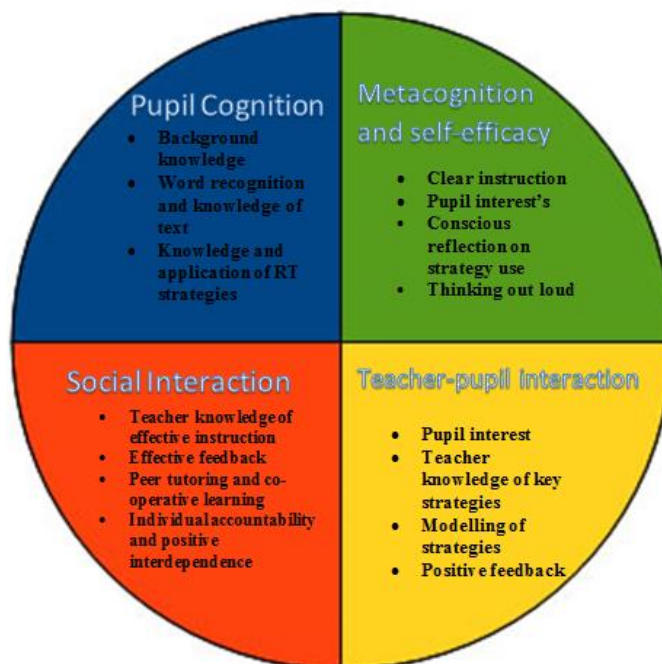 Pupil Cognition
• Background
knowledge
• Word recognition
and knowledge of
text
• Knowledge and
application of RT
strategies
Metacognition
and self-efficacy
• Clear instruction
• Pupil interest's
• Conscious
reflection on
strategy use
• Thinking out loud
Social Interaction
• Teacher knowledge of
effective instruction
• Effective feedback
• Peer tutoring and co-
operative learning
• Individual accountability
and positive
interdependence
Teacher-pupil interaction
• Pupil interest
• Teacher
knowledge of key
strategies
• Modelling of
strategies
• Positive feedback